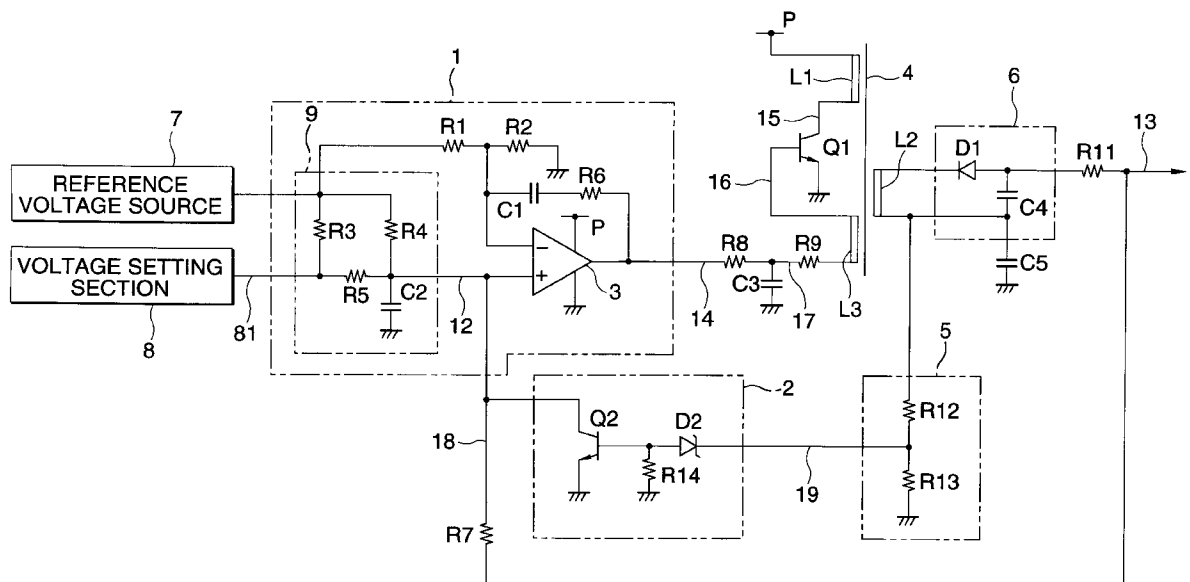 P
1
L1
4
7
9
R1
R2
15
6
13
Q1
D1
R11
REFERENCE
VOLTAGE SOURCE
C1
R6
16
L2
C4
R3
R4
P
VOLTAGE SETTING
SECTION
−
+
R8
R9
C5
R5
C2
C3
8
81
12
3
14
17
L3
2
5
Q2
D2
R12
18
R14
19
R13
R7